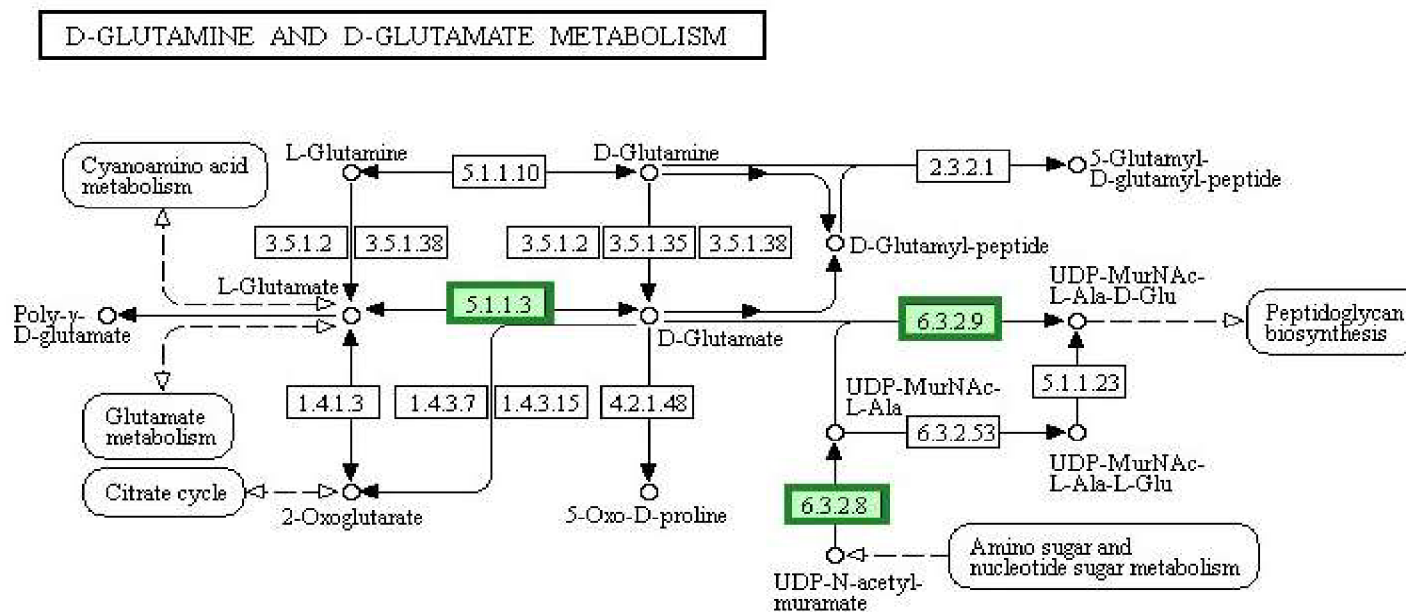 D-GLUTAMINE AND D-GLUTAMATE METABOLISM
Cyanoamino acid
metabolism
L-Glutamine
5.1.1.10
D-Glutamine
2.3.2.1
5-Glutamyl-
D-glutamyl-peptide
3.5.1.2
3.5.1.38
3.5.1.2
3.5.1.35
3.5.1.38
D-Glutamyl-peptide
L-Glutamate
Poly-γ-
D-glutamate
5.1.1.3
D-Glutamate
6.3.2.9
UDP-MurNAc-
L-Ala-D-Glu
Peptidoglycan
biosynthesis
Glutamate
metabolism
1.4.1.3
1.4.3.7
1.4.3.15
4.2.1.48
UDP-MurNAc-
L-Ala
5.1.1.23
6.3.2.53
UDP-MurNAc-
L-Ala-L-Glu
Citrate cycle
2-Oxoglutarate
5-Oxo-D-proline
6.3.2.8
Amino sugar and
nucleotide sugar metabolism
UDP-N-acetyl-
muramate